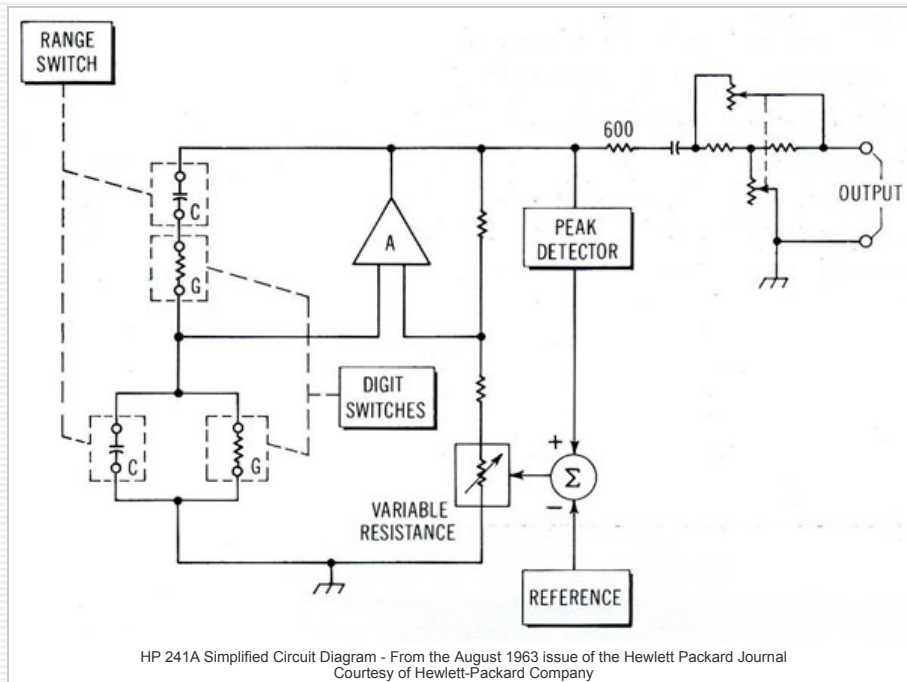 RANGE
SWITCH
600
C
A
OUTPUT
PEAK
DETECTOR
G
DIGIT
SWITCHES
+
C
G
Σ
VARIABLE
RESISTANCE
−
REFERENCE
HP 241A Simplified Circuit Diagram - From the August 1963 issue of the Hewlett Packard Journal
Courtesy of Hewlett-Packard Company